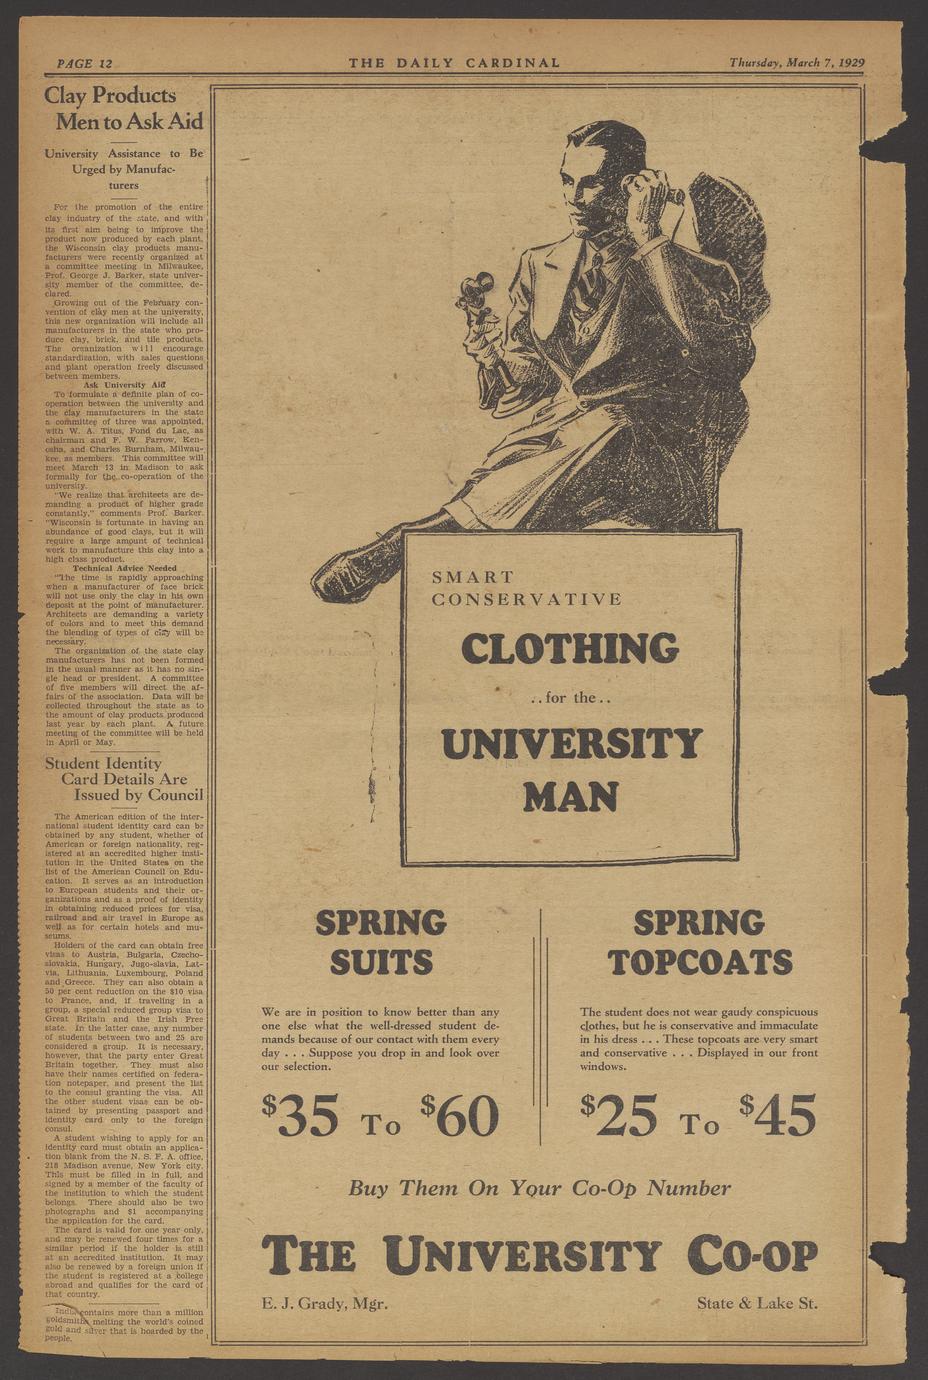 PAGE 12
THE DAILY CARDINAL
Thursday, March 7, 1929
Clay Products
Men to Ask Aid
University Assistance to Be
Urged by Manufac-
turers
For the promotion of the entire
clay industry of the state, and with
its first aim being to improve the
product now produced by each plant,
the Wisconsin clay products manu-
facturers were recently organized at
a committee meeting in Milwaukee,
Prof. George J. Barker, state univer-
sity member of the committee, de-
clared.
Growing out of the February con-
vention of clay men at the university,
this new organization will include all
manufacturers in the state who pro-
duce clay, brick, and tile products.
The organization will encourage
standardization, with sales questions
and plant operation freely discussed
between members.
Ask University Aid
To formulate a definite plan of co-
operation between the university and
the clay manufacturers in the state
a committee of three was appointed,
with W. A. Titus, Fond du Lac, as
chairman and F. W. Farrow, Ken-
osha, and Charles Burnham, Milwau-
kee, as members. This committee will
meet March 13 in Madison to ask
formally for the co-operation of the
university.
"We realize that architects are de-
manding a product of higher grade
constantly," comments Prof. Barker.
"Wisconsin is fortunate in having an
abundance of good clays, but it will
require a large amount of technical
work to manufacture this clay into a
high class product.
Technical Advice Needed
"The time is rapidly approaching
when a manufacturer of face brick
will not use only the clay in his own
deposit at the point of manufacturer.
Architects are demanding a variety
of colors and to meet this demand
the blending of types of clay will be
necessary.
The organization of the state clay
manufacturers has not been formed
in the usual manner as it has no sin-
gle head or president. A committee
of five members will direct the af-
fairs of the association. Data will be
collected throughout the state as to
the amount of clay products produced
last year by each plant. A future
meeting of the committee will be held
in April or May.
Student Identity
Card Details Are
Issued by Council
The American edition of the inter-
national student identity card can be
obtained by any student, whether of
American or foreign nationality, reg-
istered at an accredited higher insti-
tution in the United States on the
list of the American Council on Edu-
cation. It serves as an introduction
to European students and their or-
ganizations and as a proof of identity
in obtaining reduced prices for visa,
railroad and air travel in Europe as
well as for certain hotels and mu-
seums.
Holders of the card can obtain free
visas to Austria, Bulgaria, Czecho-
slovakia, Hungary, Jugo-slavia, Lat-
via, Lithuania, Luxembourg, Poland
and Greece. They can also obtain a
50 per cent reduction on the $10 visa
to France, and, if traveling in a
group, a special reduced group visa to
Great Britain and the Irish Free
state. In the latter case, any number
of students between two and 25 are
considered a group. It is necessary,
however, that the party enter Great
Britain together. They must also
have their names certified on federa-
tion notepaper, and present the list
to the consul granting the visa. All
the other student visas can be ob-
tained by presenting passport and
identity card only to the foreign
consul.
A student wishing to apply for an
identity card must obtain an applica-
tion blank from the N. S. F. A. office,
218 Madison avenue, New York city.
This must be filled in in full, and
signed by a member of the faculty of
the institution to which the student
belongs. There should also be two
photographs and $1 accompanying
the application for the card.
The card is valid for one year only,
and may be renewed four times for a
similar period if the holder is still
at an accredited institution. It may
also be renewed by a foreign union if
the student is registered at a college
abroad and qualifies for the card of
that country.
India contains more than a million
goldsmiths, melting the world's coined
gold and silver that is hoarded by the
people.
SMART
CONSERVATIVE
CLOTHING
..for the..
UNIVERSITY
MAN
SPRING
SUITS
We are in position to know better than any
one else what the well-dressed student de-
mands because of our contact with them every
day . . . Suppose you drop in and look over
our selection.
$35 To $60
SPRING
TOPCOATS
The student does not wear gaudy conspicuous
clothes, but he is conservative and immaculate
in his dress . . . These topcoats are very smart
and conservative . . . Displayed in our front
windows.
$25 To $45
Buy Them On Your Co-Op Number
THE UNIVERSITY CO-OP
E. J. Grady, Mgr.
State & Lake St.